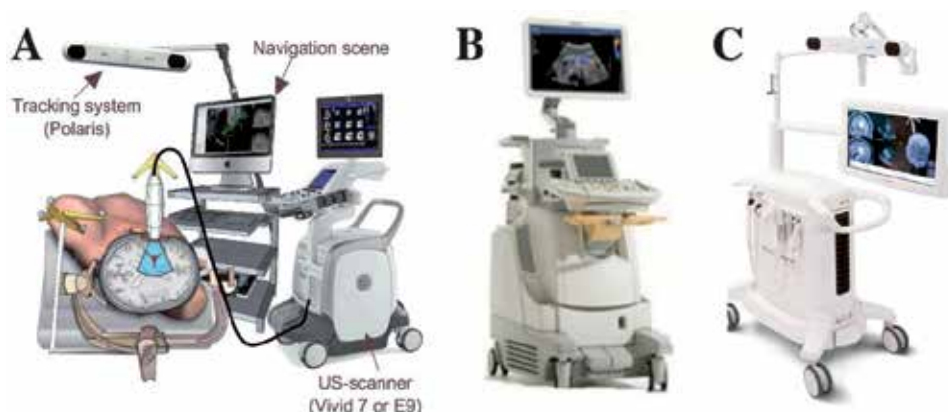 A
Navigation scene
Tracking system
(Polaris)
US-scanner
(Vivid 7 or E9)
B
C